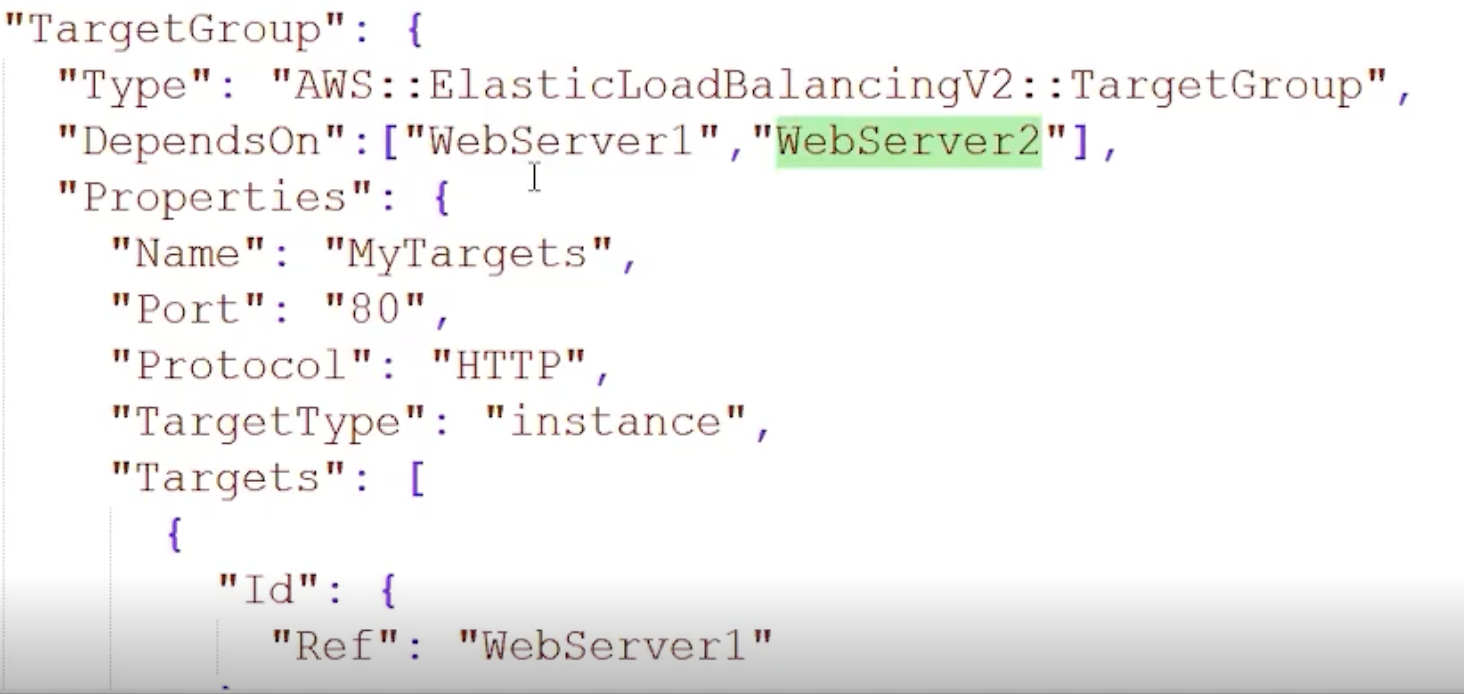 "TargetGroup": {
"Type": "AWS::ElasticLoadBalancingV2::TargetGroup",
"DependsOn":["WebServer1","WebServer2"],
"Properties": {
"Name": "MyTargets",
"Port": "80",
"Protocol": "HTTP",
"TargetType": "instance",
"Targets": [
{
"Id": {
"Ref": "WebServer1"